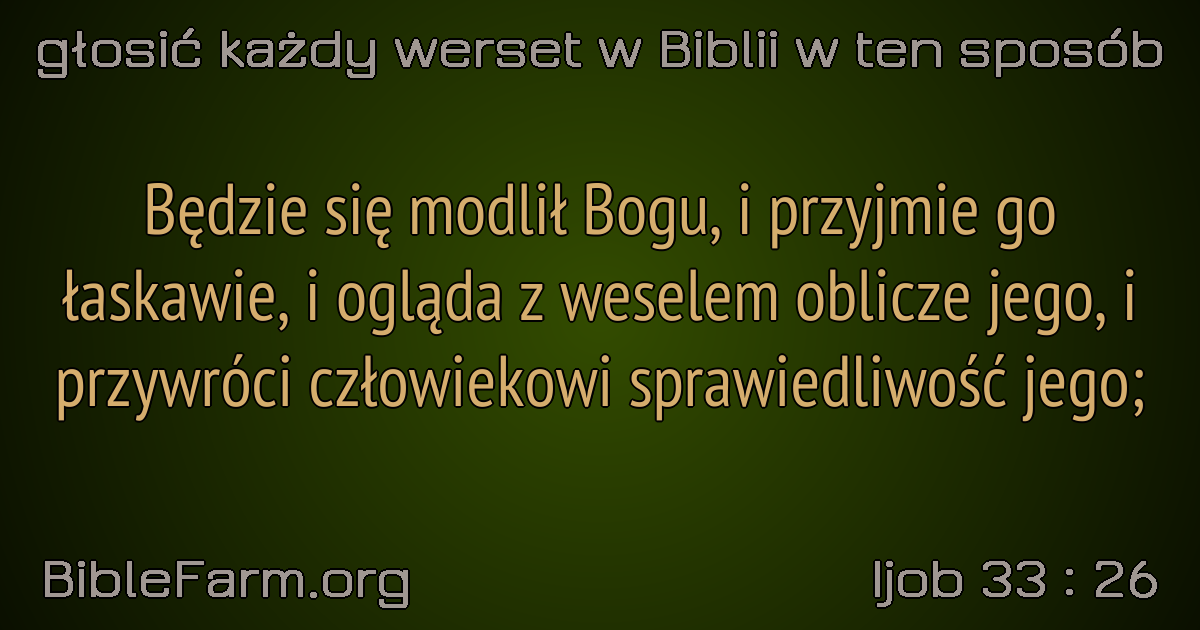 głosić każdy werset w Biblii w ten sposób
Będzie się modlił Bogu, i przyjmie go
łaskawie, i ogląda z weselem oblicze jego, i
przywróci człowiekowi sprawiedliwość jego;
BibleFarm.org
Ijob 33 : 26